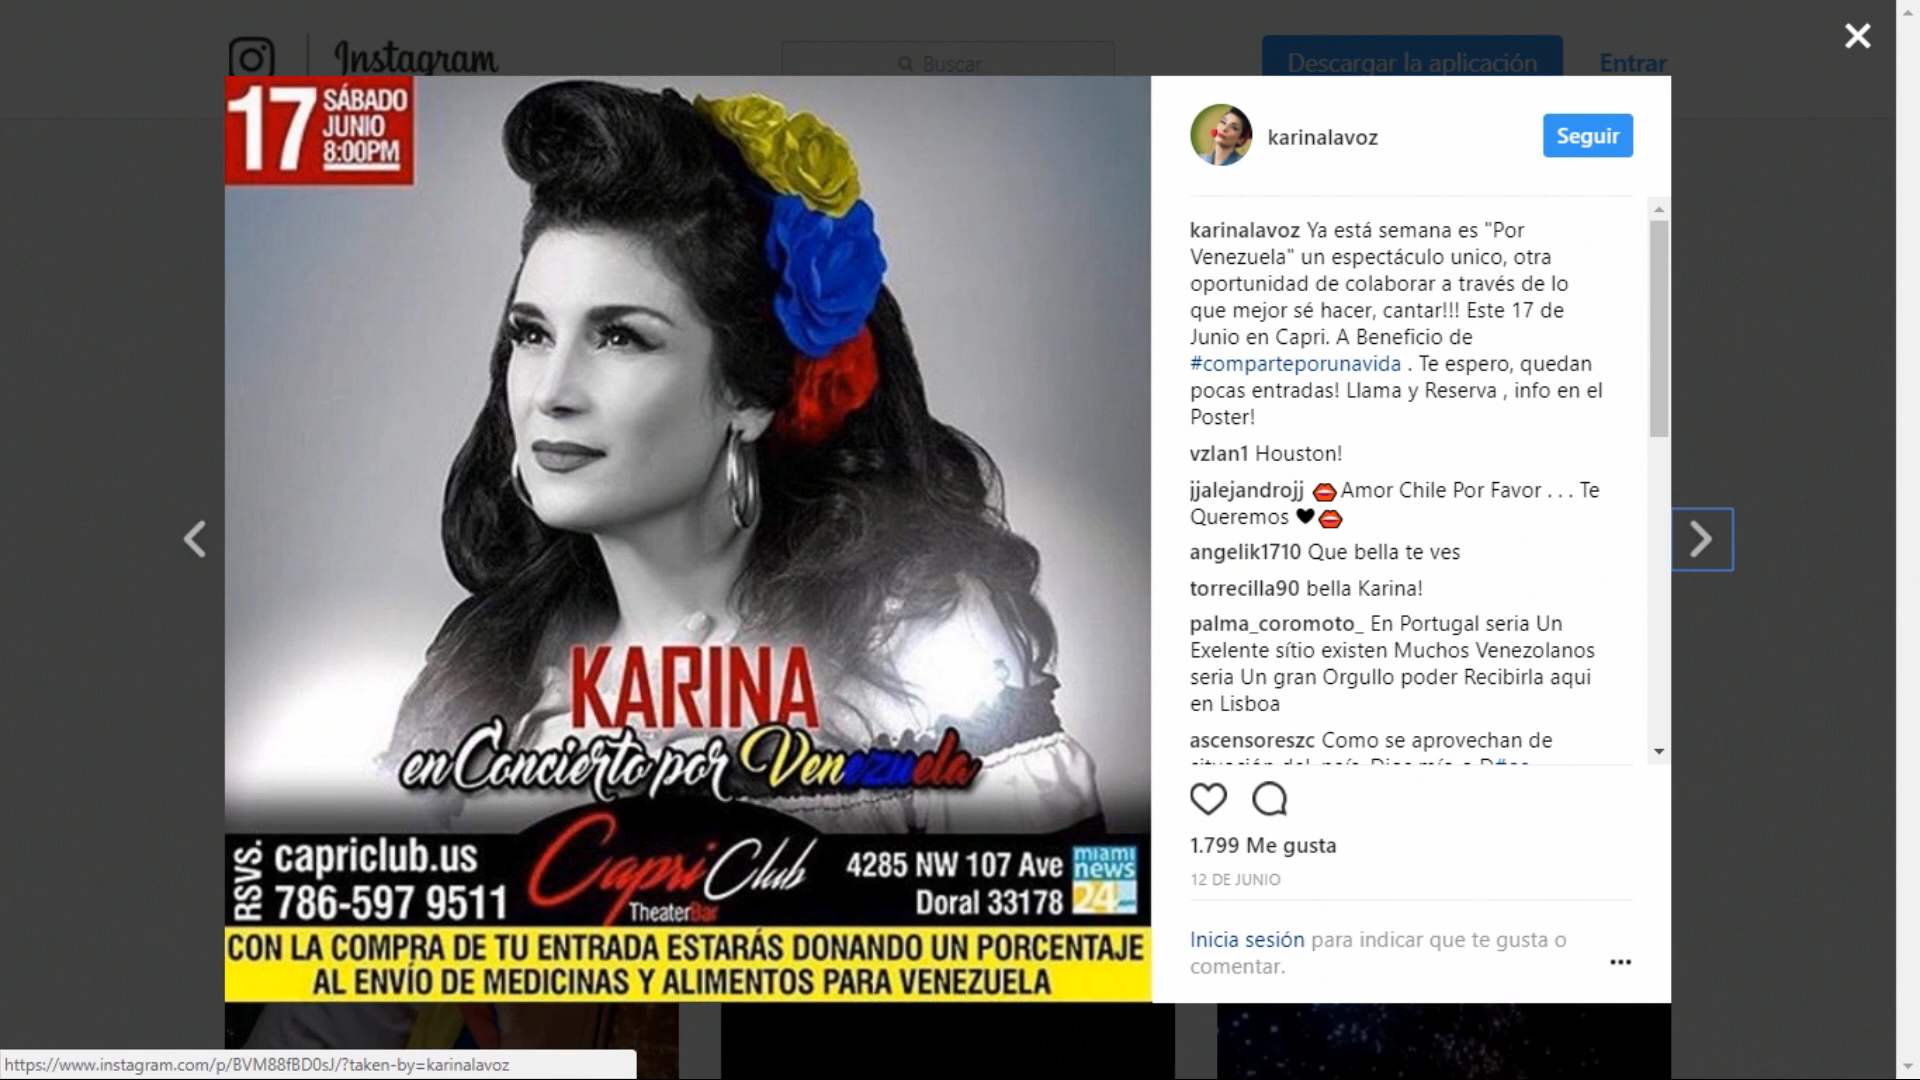 Instagram
Buscar
Descargar la aplicación
Entrar
17
SÁBADO
JUNIO
8:00PM
KARINA
en Concierto por Venezuela
RSVS.
capriclub.us
786-597 9511
Capri Club
TheaterBar
4285 NW 107 Ave
Doral 33178
miami
news
24
CON LA COMPRA DE TU ENTRADA ESTARÁS DONANDO UN PORCENTAJE
AL ENVÍO DE MEDICINAS Y ALIMENTOS PARA VENEZUELA
karinalavoz
Seguir
karinalavoz Ya está semana es "Por
Venezuela" un espectáculo unico, otra
oportunidad de colaborar a través de lo
que mejor sé hacer, cantar!!! Este 17 de
Junio en Capri. A Beneficio de
#comparteporunavida . Te espero, quedan
pocas entradas! Llama y Reserva , info en el
Poster!
vzlan1 Houston!
jjalejandrojj 👄Amor Chile Por Favor . . . Te
Queremos ♥👄
angelik1710 Que bella te ves
torrecilla90 bella Karina!
palma_coromoto_ En Portugal seria Un
Exelente sítio existen Muchos Venezolanos
seria Un gran Orgullo poder Recibirla aqui
en Lisboa
ascensoreszc Como se aprovechan de
1.799 Me gusta
12 DE JUNIO
Inicia sesión para indicar que te gusta o
comentar.
https://www.instagram.com/p/BVM88fBD0sJ/?taken-by=karinalavoz